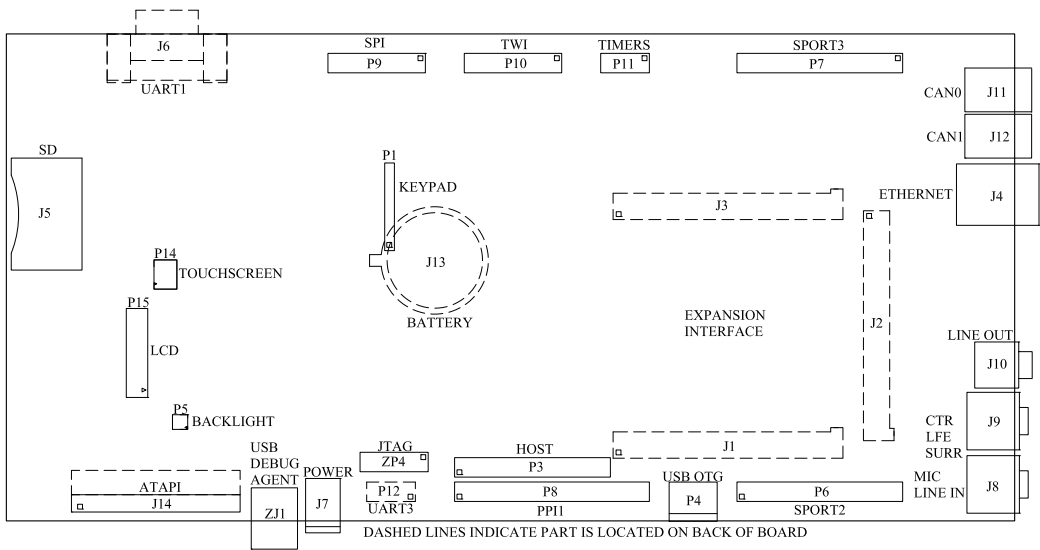 J6
UART1
SPI
P9
TWI
P10
TIMERS
P11
SPORT3
P7
CAN0
J11
CAN1
J12
ETHERNET
J4
SD
J5
P1
KEYPAD
J3
P14
TOUCHSCREEN
J13
BATTERY
P15
LCD
EXPANSION
INTERFACE
J2
LINE OUT
J10
P5
BACKLIGHT
CTR
LFE
SURR
J9
USB
DEBUG
AGENT
ZJ1
POWER
J7
JTAG
ZP4
HOST
P3
J1
ATAPI
J14
P12
UART3
P8
PPI1
USB OTG
P4
P6
SPORT2
MIC
LINE IN
J8
DASHED LINES INDICATE PART IS LOCATED ON BACK OF BOARD